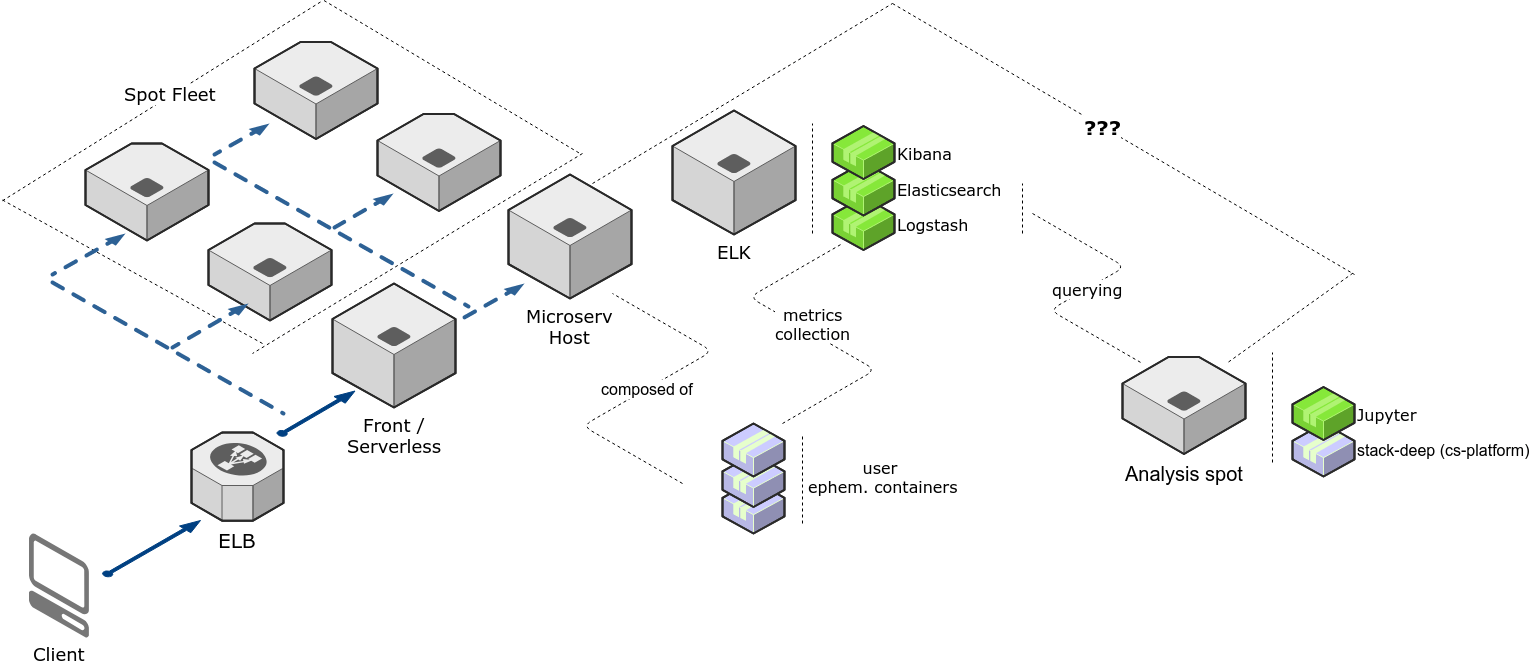 Spot Fleet
???
Kibana
Elasticsearch
Logstash
ELK
querying
Microserv
Host
metrics
collection
composed of
Front /
Serverless
Jupyter
stack-deep (cs-platform)
Analysis spot
user
ephem. containers
ELB
Client